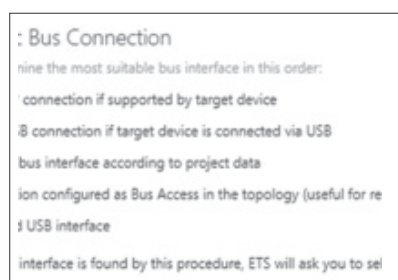 : Bus Connection
nine the most suitable bus interface in this order:
connection if supported by target device
B connection if target device is connected via USB
bus interface according to project data
ion configured as Bus Access in the topology (useful for re
USB interface
interface is found by this procedure, ETS will ask you to sel